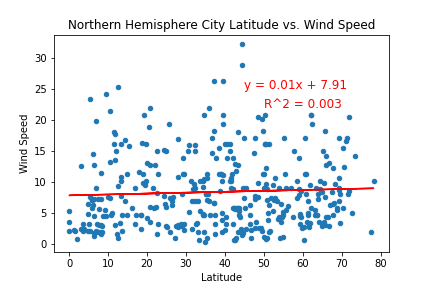 Northern Hemisphere City Latitude vs. Wind Speed
Wind Speed
30
25
20
15
10
5
0
y = 0.01x + 7.91
R^2 = 0.003
0 10 20 30 40 50 60 70 80
Latitude